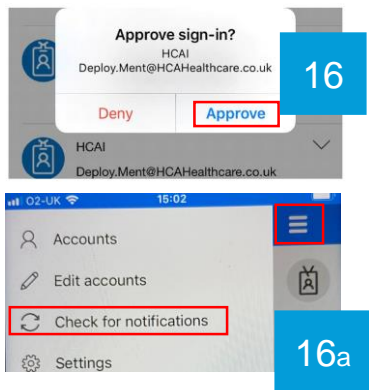 Approve sign-in?
HCAI
Deploy.Ment@HCAHealthcare.co.uk
Deny Approve
16
HCAI
Deploy.Ment@HCAHealthcare.co.uk
O2-UK 15:02
Accounts
Edit accounts
Check for notifications
Settings
16a